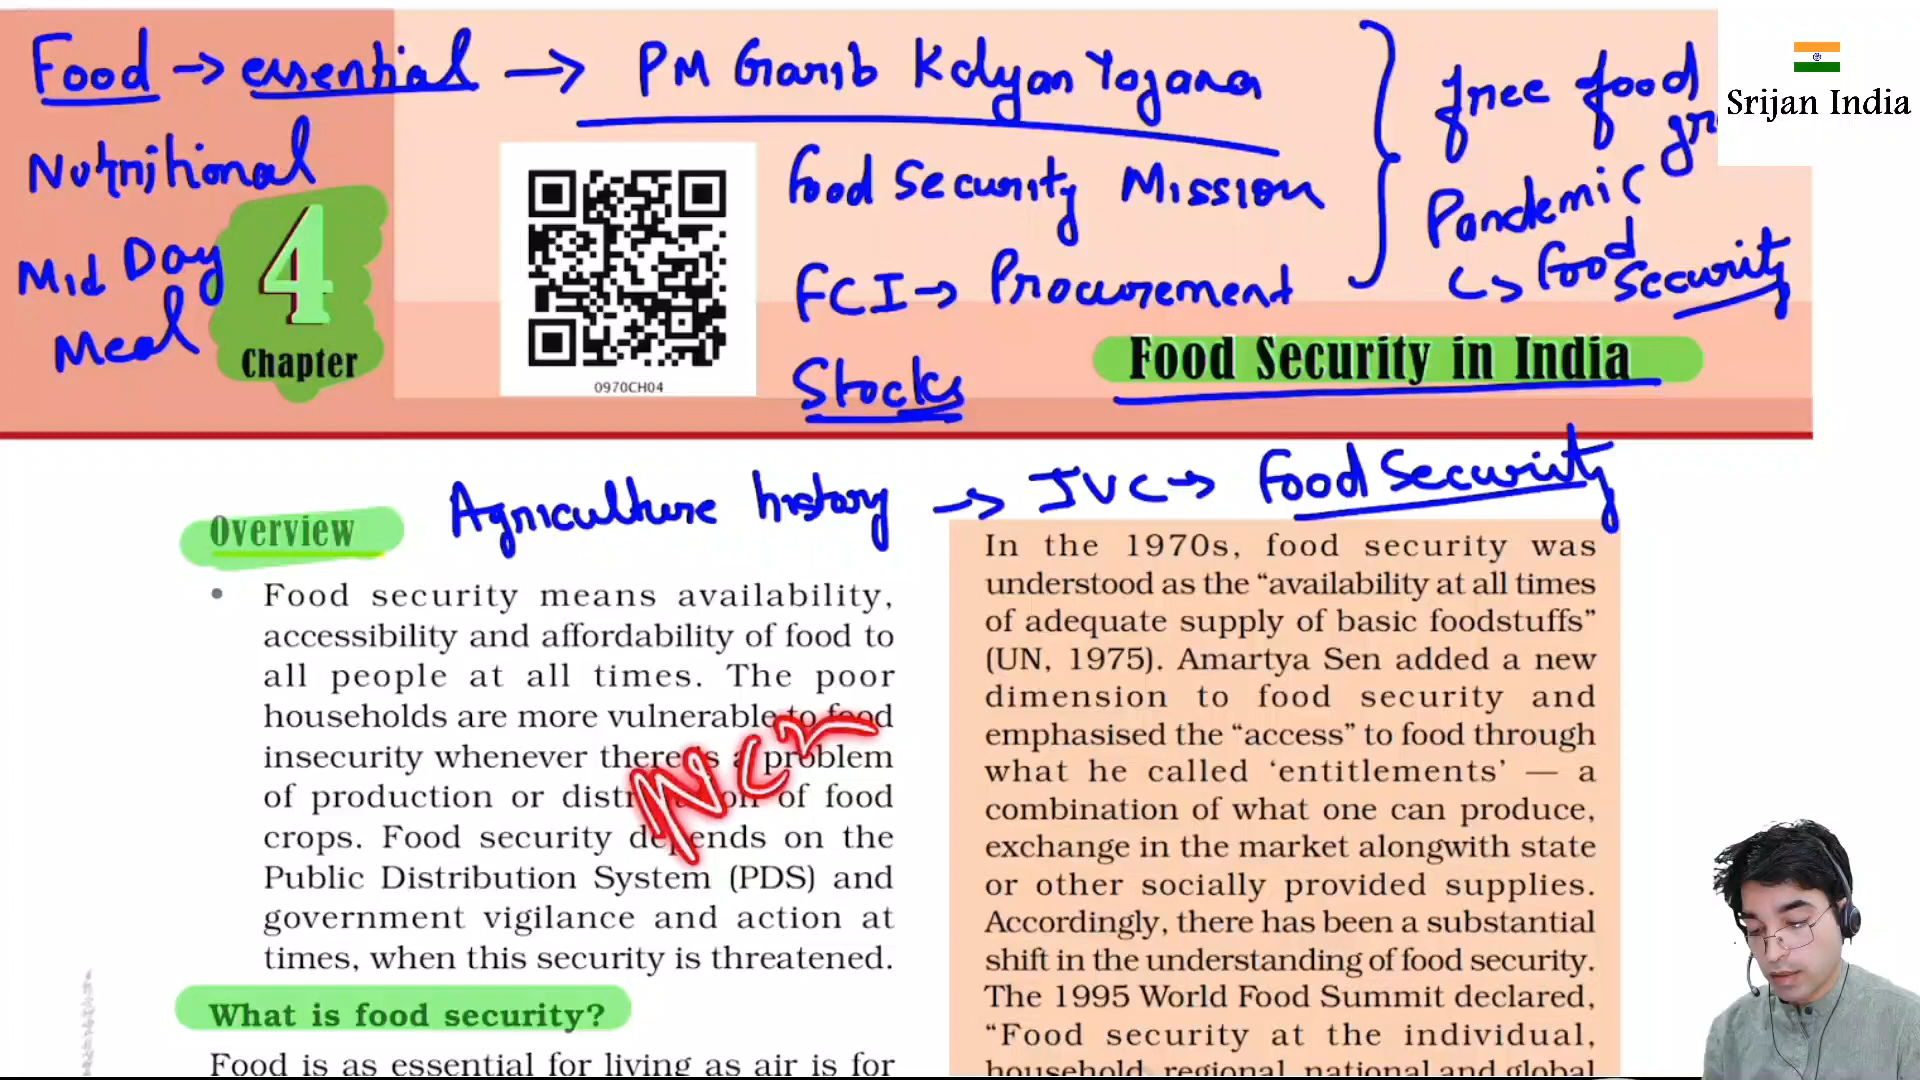 Food → essential → PM Garib Kalyan Yojana
free food
Srijan India
Nutritional
Food Security Mission
Pandemic
Mid Day
Meal
4
Chapter
FCI → Procurement
↳ food
security
0970CH04
Stocks
Food Security in India
Agriculture history → IVC → Food Security
Overview
• Food security means availability,
accessibility and affordability of food to
all people at all times. The poor
households are more vulnerable to food
insecurity whenever there is a problem
of production or distribution of food
crops. Food security depends on the
Public Distribution System (PDS) and
government vigilance and action at
times, when this security is threatened.
What is food security?
Food is as essential for living as air is for
In the 1970s, food security was
understood as the “availability at all times
of adequate supply of basic foodstuffs”
(UN, 1975). Amartya Sen added a new
dimension to food security and
emphasised the “access” to food through
what he called ‘entitlements’ — a
combination of what one can produce,
exchange in the market alongwith state
or other socially provided supplies.
Accordingly, there has been a substantial
shift in the understanding of food security.
The 1995 World Food Summit declared,
“Food security at the individual,
household, regional, national and global